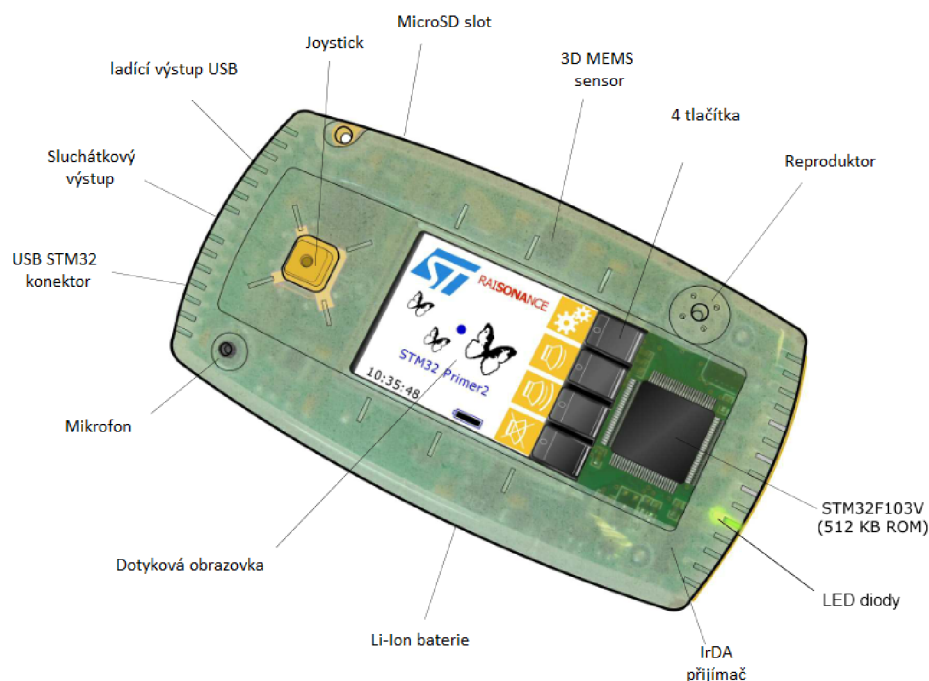 MicroSD slot
Joystick
3D MEMS
sensor
ladící výstup USB
4 tlačítka
Sluchátkový
výstup
Reproduktor
USB STM32
konektor
ST
RAISONANCE
STM32 Primer2
10:35:48
Mikrofon
STM32F103V
(512 KB ROM)
Dotyková obrazovka
LED diody
Li-Ion baterie
IrDA
přijímač